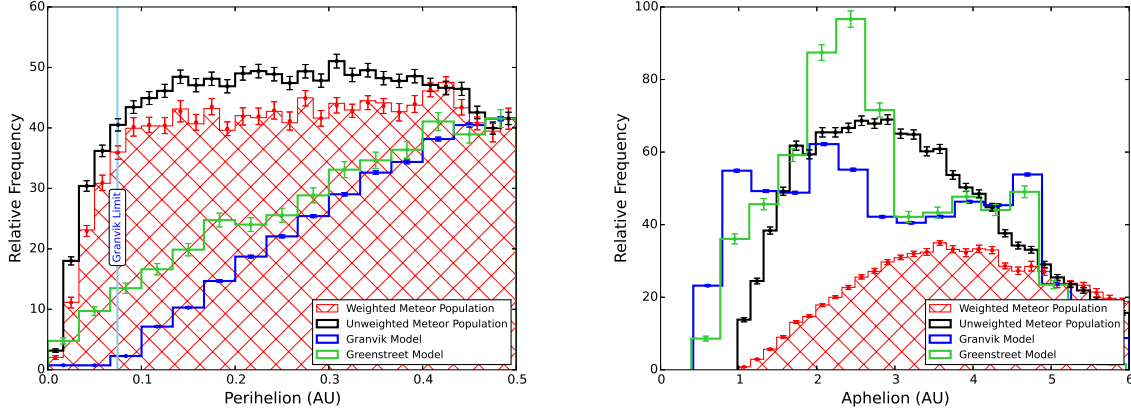 60
50
40
30
20
10
0
Relative Frequency
Granvik Limit
Weighted Meteor Population
Unweighted Meteor Population
Granvik Model
Greenstreet Model
0.0 0.1 0.2 0.3 0.4 0.5
Perihelion (AU)
100
80
60
40
20
0
Relative Frequency
Weighted Meteor Population
Unweighted Meteor Population
Granvik Model
Greenstreet Model
0 1 2 3 4 5 6
Aphelion (AU)